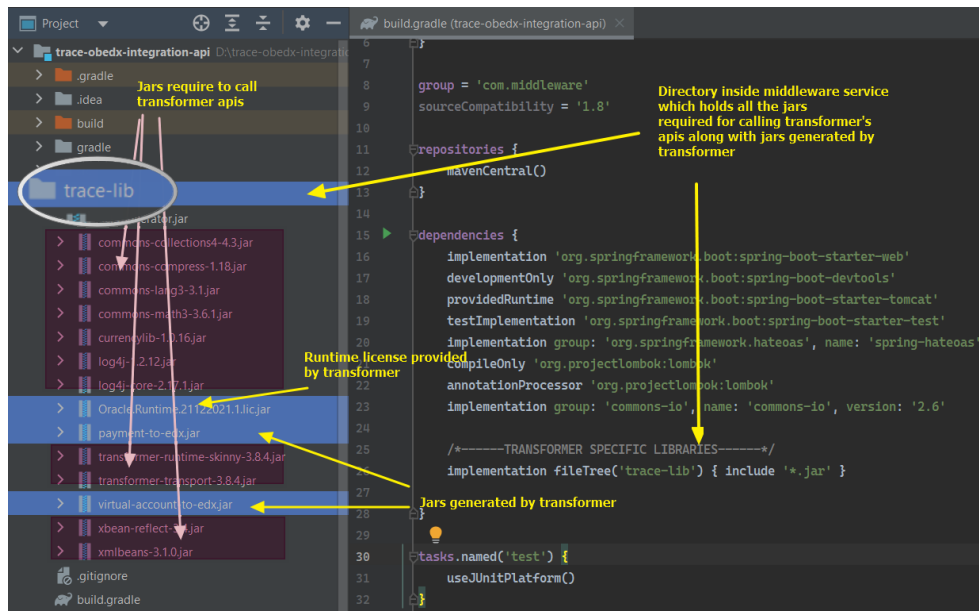 Project
build.gradle (trace-obedx-integration-api)
trace-obedx-integration-api D:\trace-obedx-integratio
.gradle
.idea
build
gradle
trace-lib
erator.jar
commons-collections4-4.3.jar
commons-compress-1.18.jar
commons-lang3-3.1.jar
commons-math3-3.6.1.jar
currencylib-1.0.16.jar
log4j-1.2.12.jar
log4j-core-2.17.1.jar
Oracle.Runtime.21122021.1.lic.jar
payment-to-edx.jar
transformer-runtime-skinny-3.8.4.jar
transformer-transport-3.8.4.jar
virtual-account-to-edx.jar
xbean-reflect-
.jar
xmlbeans-3.1.0.jar
.gitignore
build.gradle
Jars require to call
transformer apis
Directory inside middleware service
which holds all the jars
required for calling transformer's
apis along with jars generated by
transformer
Runtime license provided
by transformer
Jars generated by transformer
6 }
7
8 group = 'com.middleware'
9 sourceCompatibility = '1.8'
10
11 repositories {
12 mavenCentral()
13 }
14
15 dependencies {
16 implementation 'org.springframework.boot:spring-boot-starter-web'
17 developmentOnly 'org.springframework.boot:spring-boot-devtools'
18 providedRuntime 'org.springframework.boot:spring-boot-starter-tomcat'
19 testImplementation 'org.springframework.boot:spring-boot-starter-test'
20 implementation group: 'org.springframework.hateoas', name: 'spring-hateoas'
compileOnly 'org.projectlombok:lombok'
22 annotationProcessor 'org.projectlombok:lombok'
23 implementation group: 'commons-io', name: 'commons-io', version: '2.6'
24
25 /*------TRANSFORMER SPECIFIC LIBRARIES------*/
26 implementation fileTree('trace-lib') { include '*.jar' }
27
28 }
29
30 tasks.named('test') {
31 useJUnitPlatform()
32 }